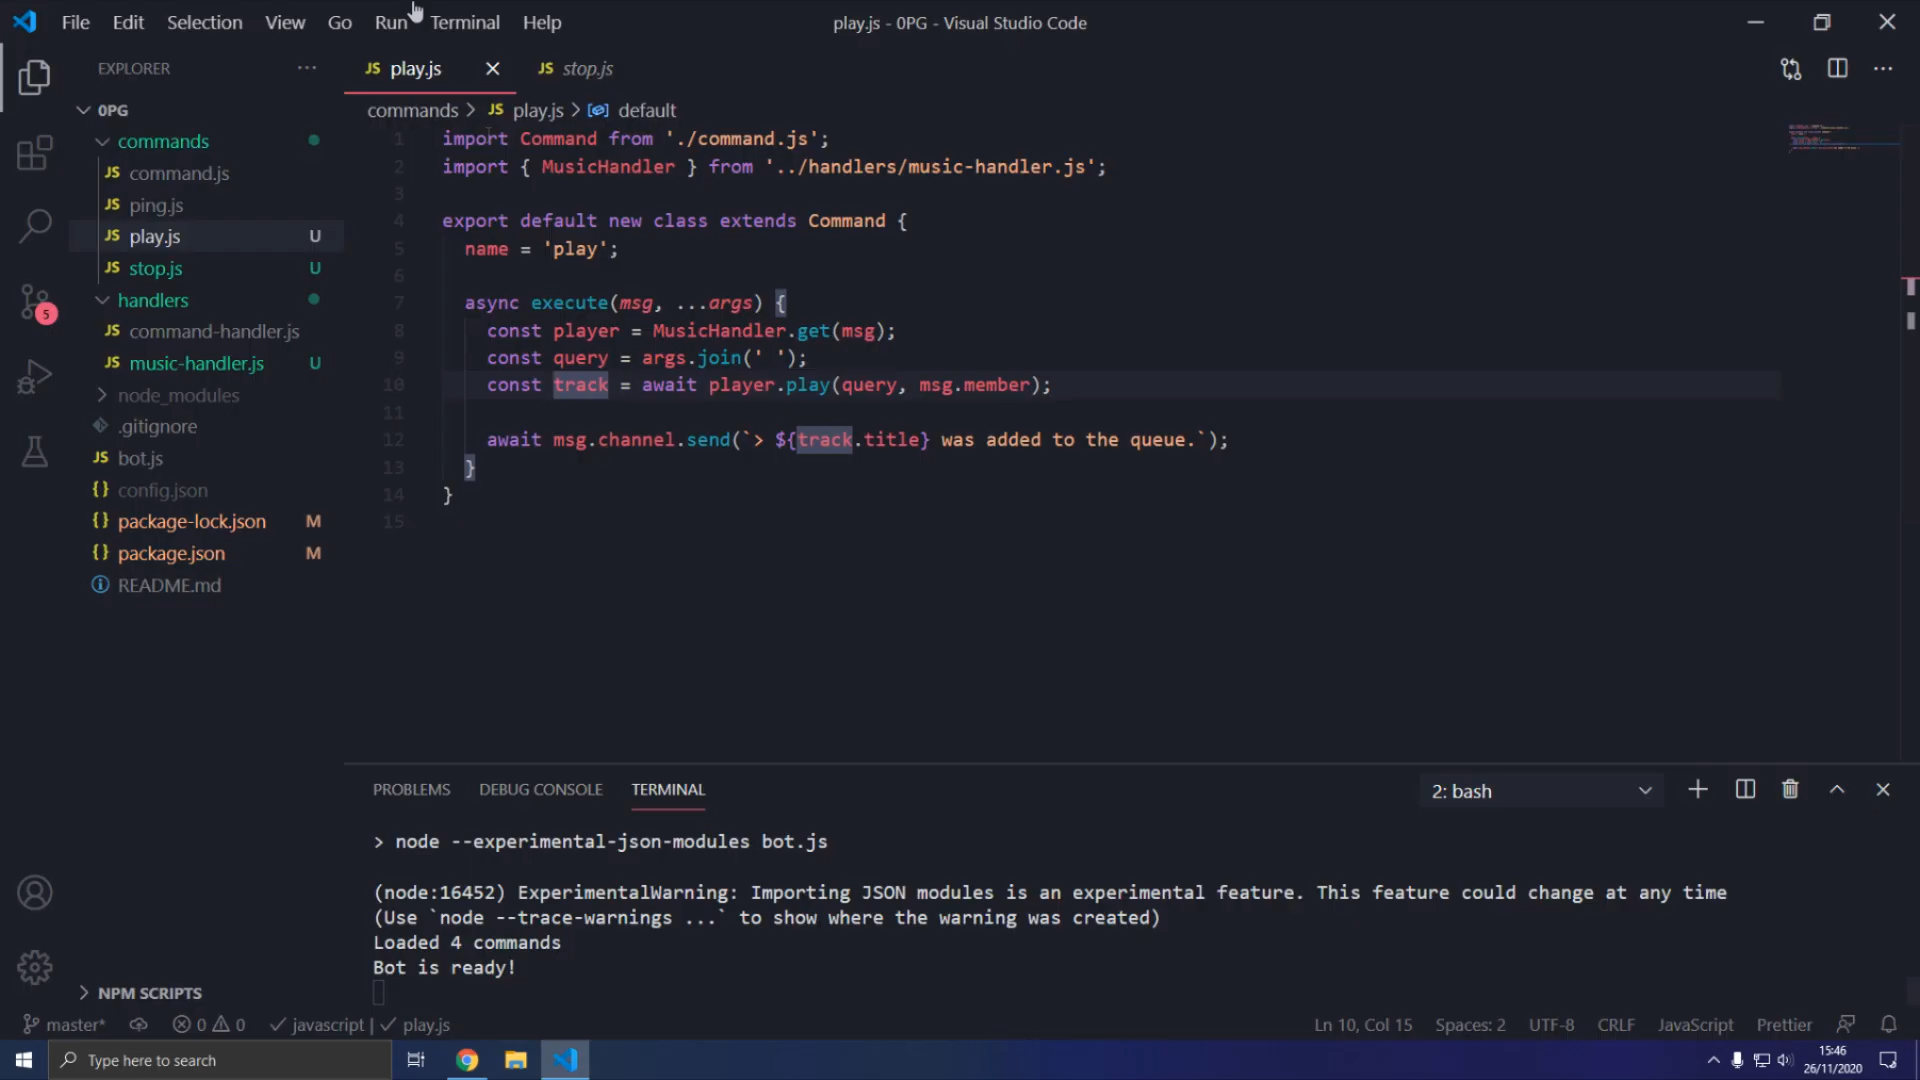 File Edit Selection View Go Run Terminal Help
play.js - 0PG - Visual Studio Code
EXPLORER ···
0PG
commands
JS command.js
JS ping.js
JS play.js U
JS stop.js U
handlers
JS command-handler.js
JS music-handler.js U
node_modules
.gitignore
JS bot.js
{} config.json
{} package-lock.json M
{} package.json M
README.md
5
NPM SCRIPTS
JS play.js
JS stop.js
commands > JS play.js > default
1 import Command from './command.js';
2 import { MusicHandler } from '../handlers/music-handler.js';
3
4 export default new class extends Command {
5 name = 'play';
6
7 async execute(msg, ...args) {
8 const player = MusicHandler.get(msg);
9 const query = args.join(' ');
10 const track = await player.play(query, msg.member);
11
12 await msg.channel.send(`> ${track.title} was added to the queue.`);
13 }
14 }
15
PROBLEMS DEBUG CONSOLE TERMINAL
2: bash
> node --experimental-json-modules bot.js
(node:16452) ExperimentalWarning: Importing JSON modules is an experimental feature. This feature could change at any time
(Use `node --trace-warnings ...` to show where the warning was created)
Loaded 4 commands
Bot is ready!
master* 0 0 javascript | play.js
Ln 10, Col 15 Spaces: 2 UTF-8 CRLF JavaScript Prettier
Type here to search
15:46
26/11/2020